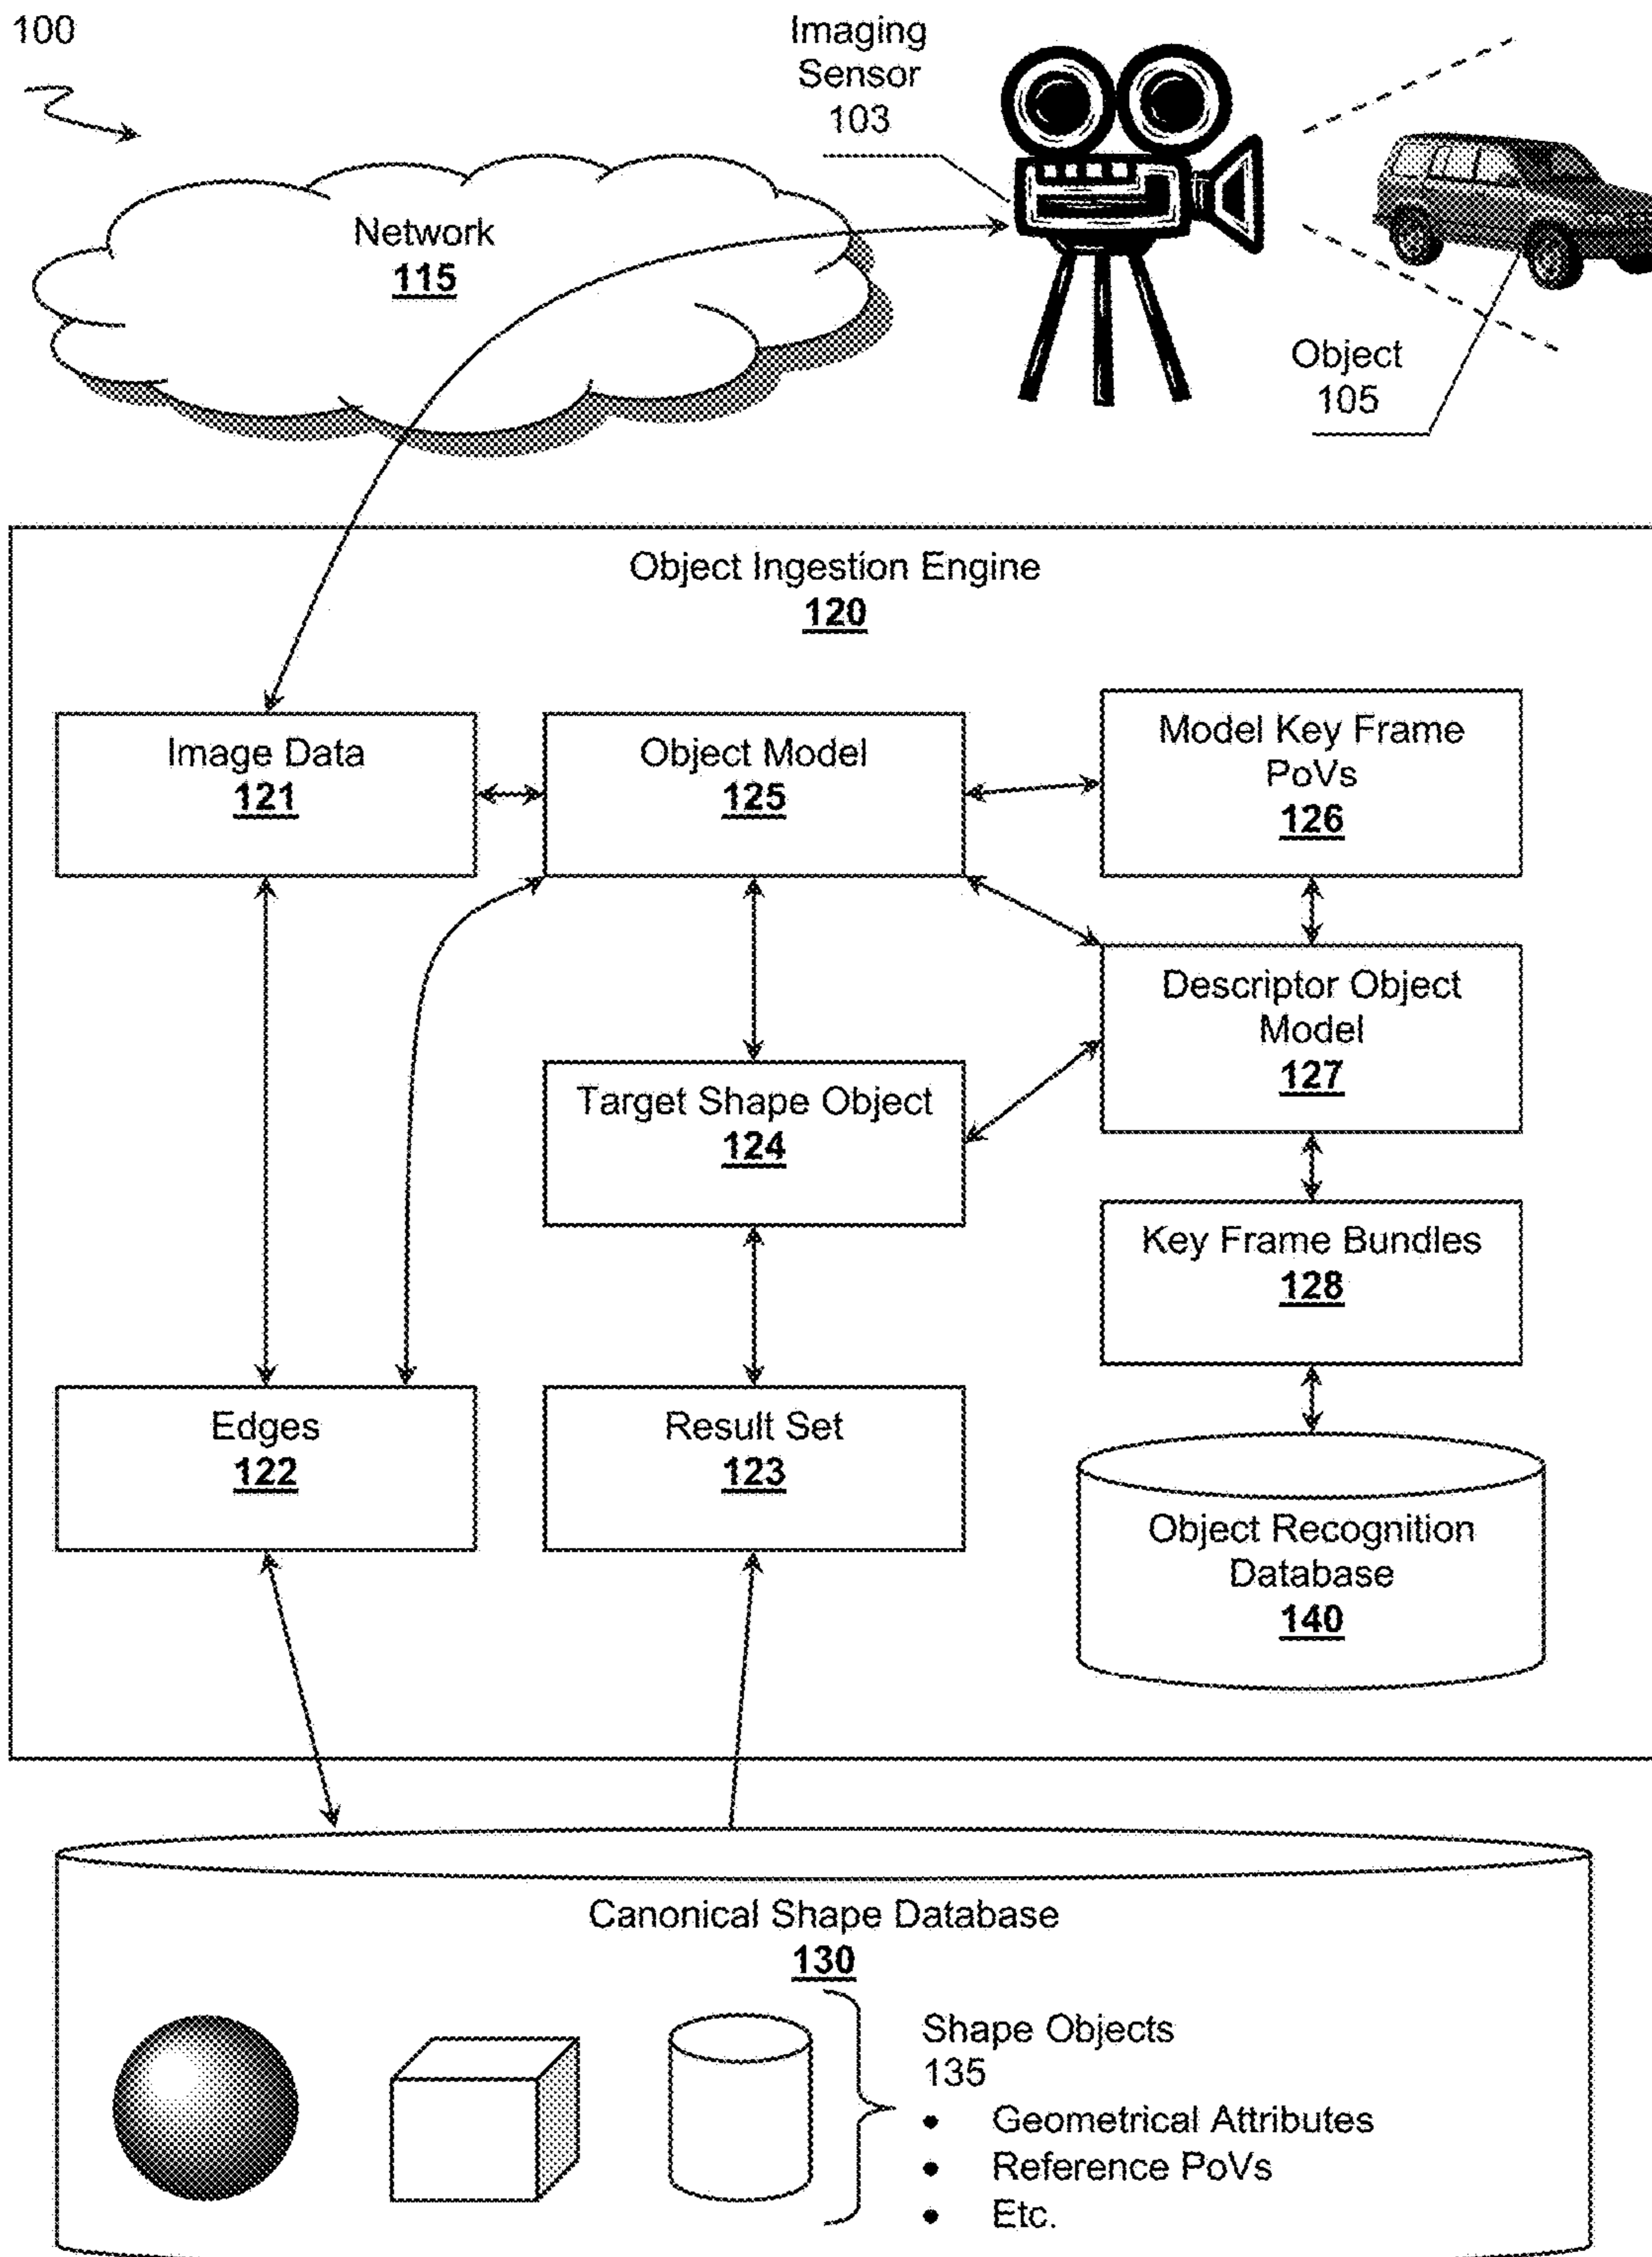 100
Imaging
Sensor
103
Network
115
Object
105
Object Ingestion Engine
120
Image Data
121
Object Model
125
Model Key Frame
PoVs
126
Descriptor Object
Model
127
Target Shape Object
124
Key Frame Bundles
128
Edges
122
Result Set
123
Object Recognition
Database
140
Canonical Shape Database
130
Shape Objects
135
• Geometrical Attributes
• Reference PoVs
• Etc.